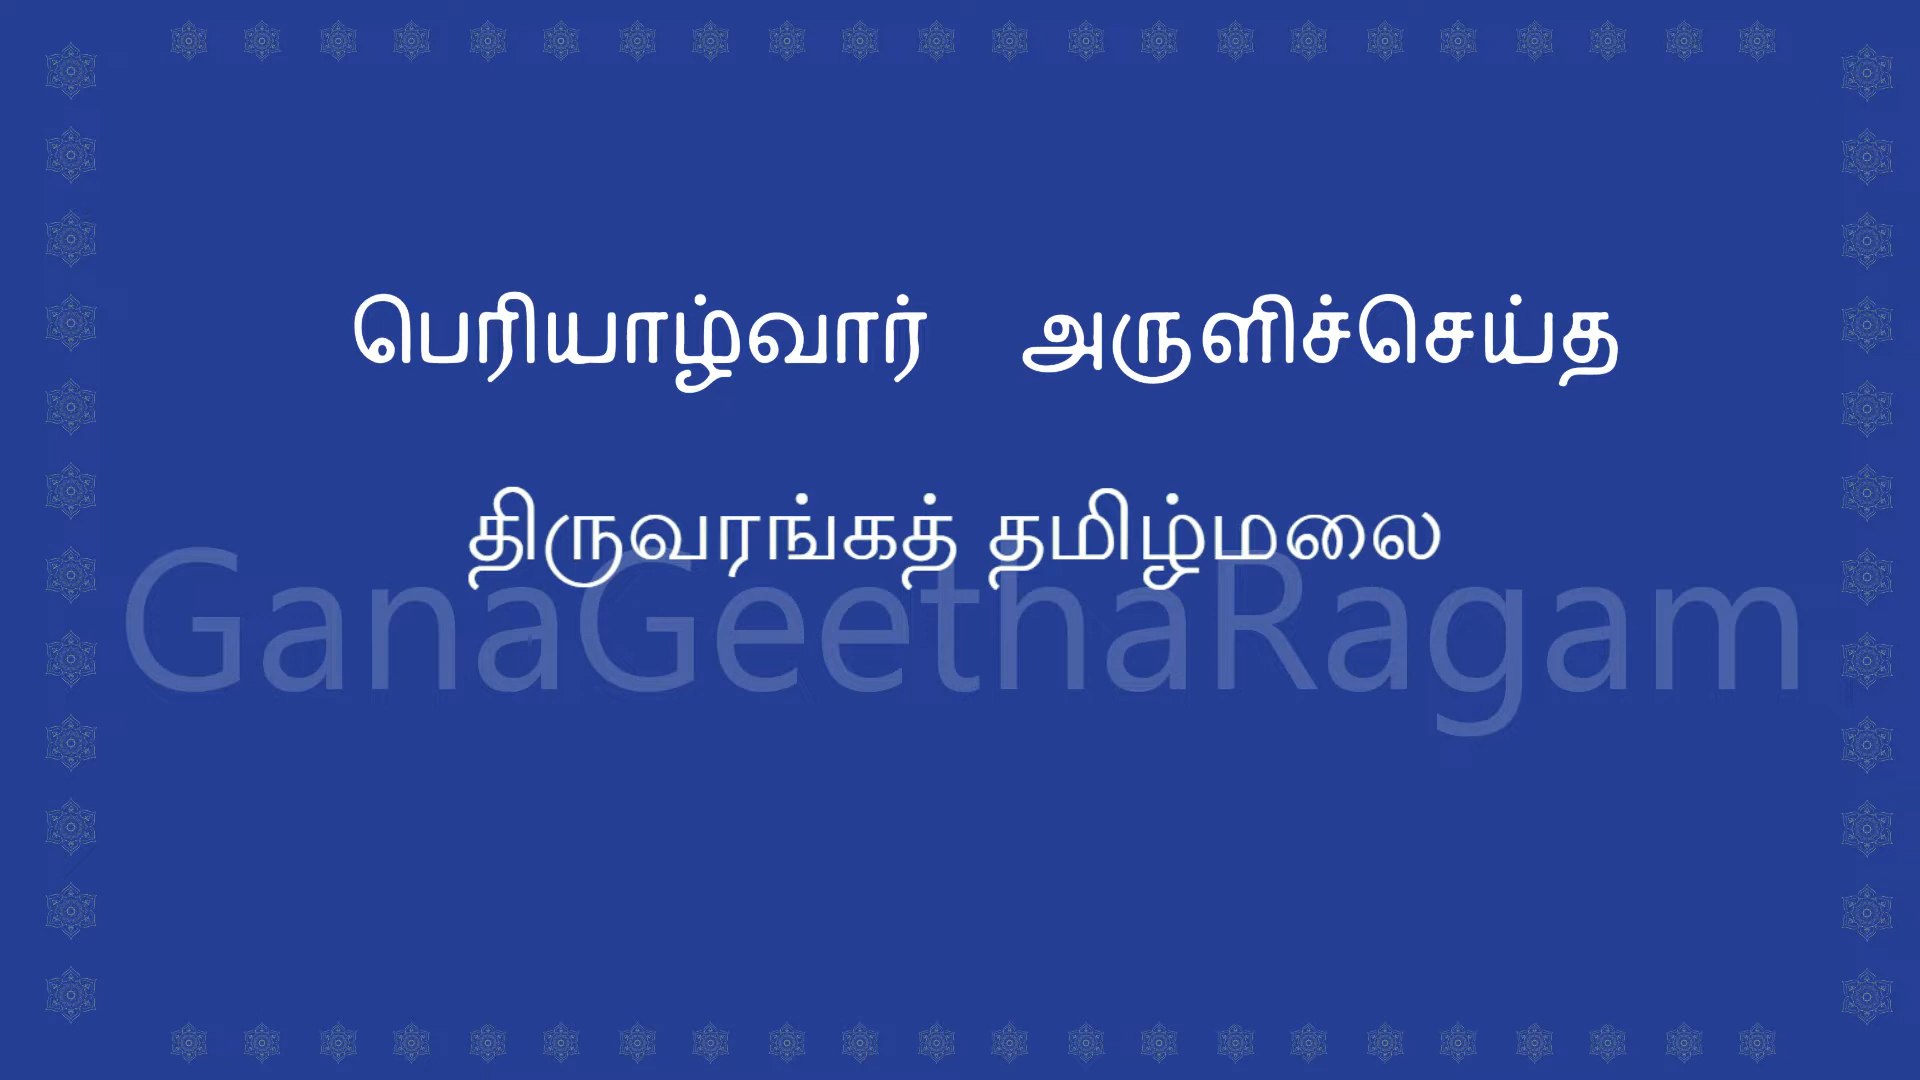 பெரியாழ்வார் அருளிச்செய்த
திருவரங்கத் தமிழ்மலை
GanaGeethaRagam